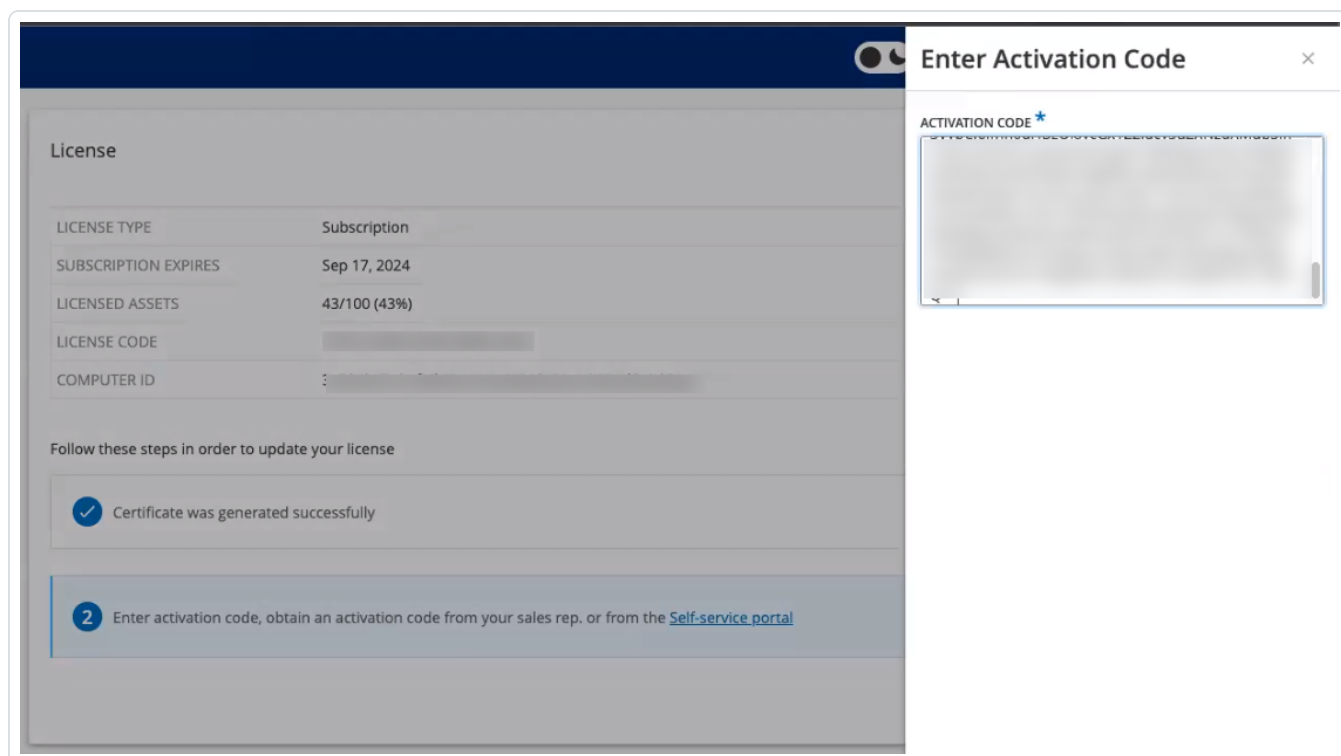 Enter Activation Code
ACTIVATION CODE *
License
LICENSE TYPE Subscription
SUBSCRIPTION EXPIRES Sep 17, 2024
LICENSED ASSETS 43/100 (43%)
LICENSE CODE
COMPUTER ID
Follow these steps in order to update your license
Certificate was generated successfully
2 Enter activation code, obtain an activation code from your sales rep. or from the Self-service portal